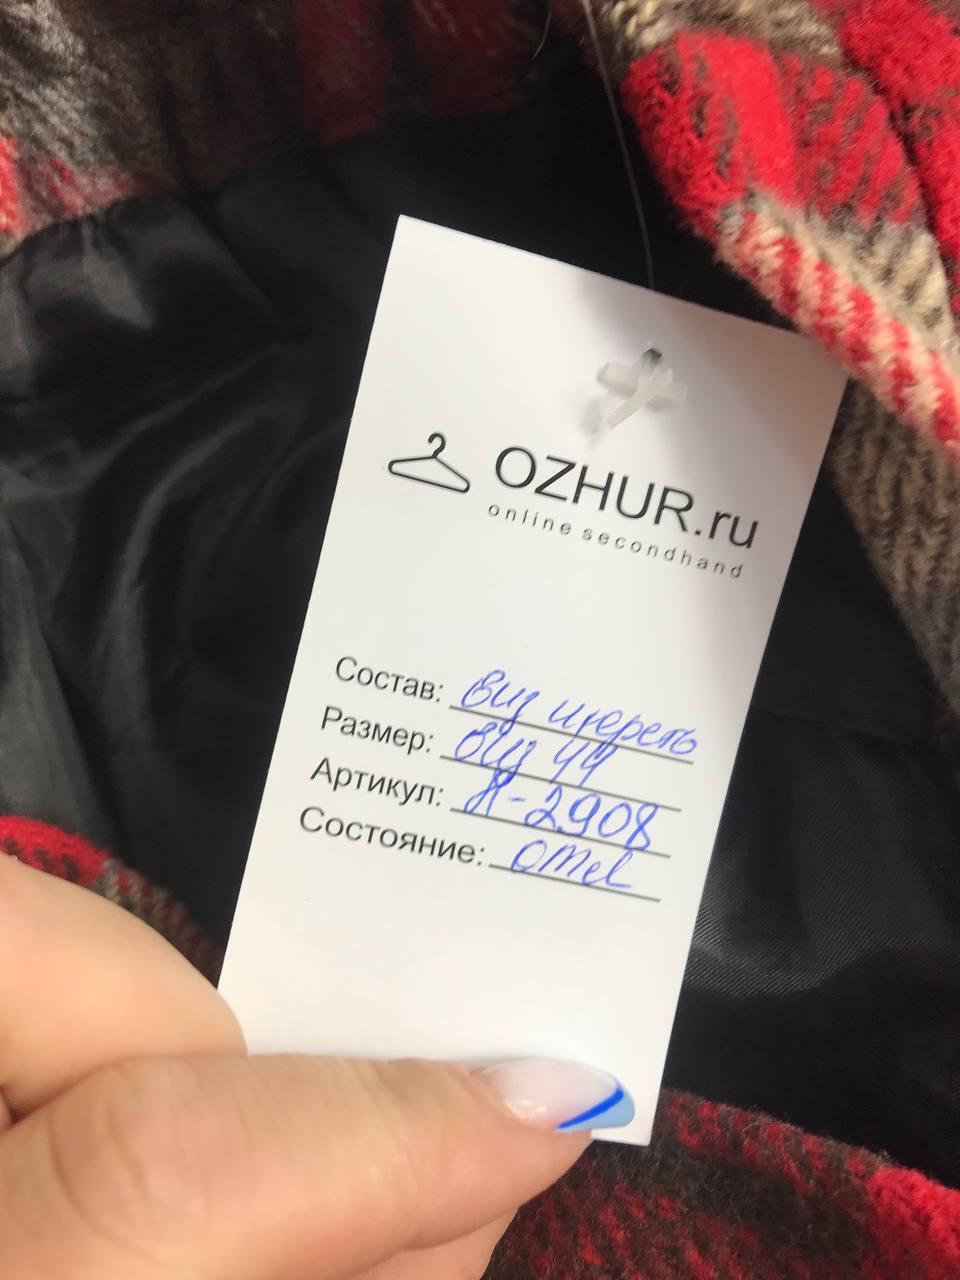 OZHUR.ru
online secondhand
Состав: виз шерсть
Размер: виз 44
Артикул: Я-2908
Состояние: отл